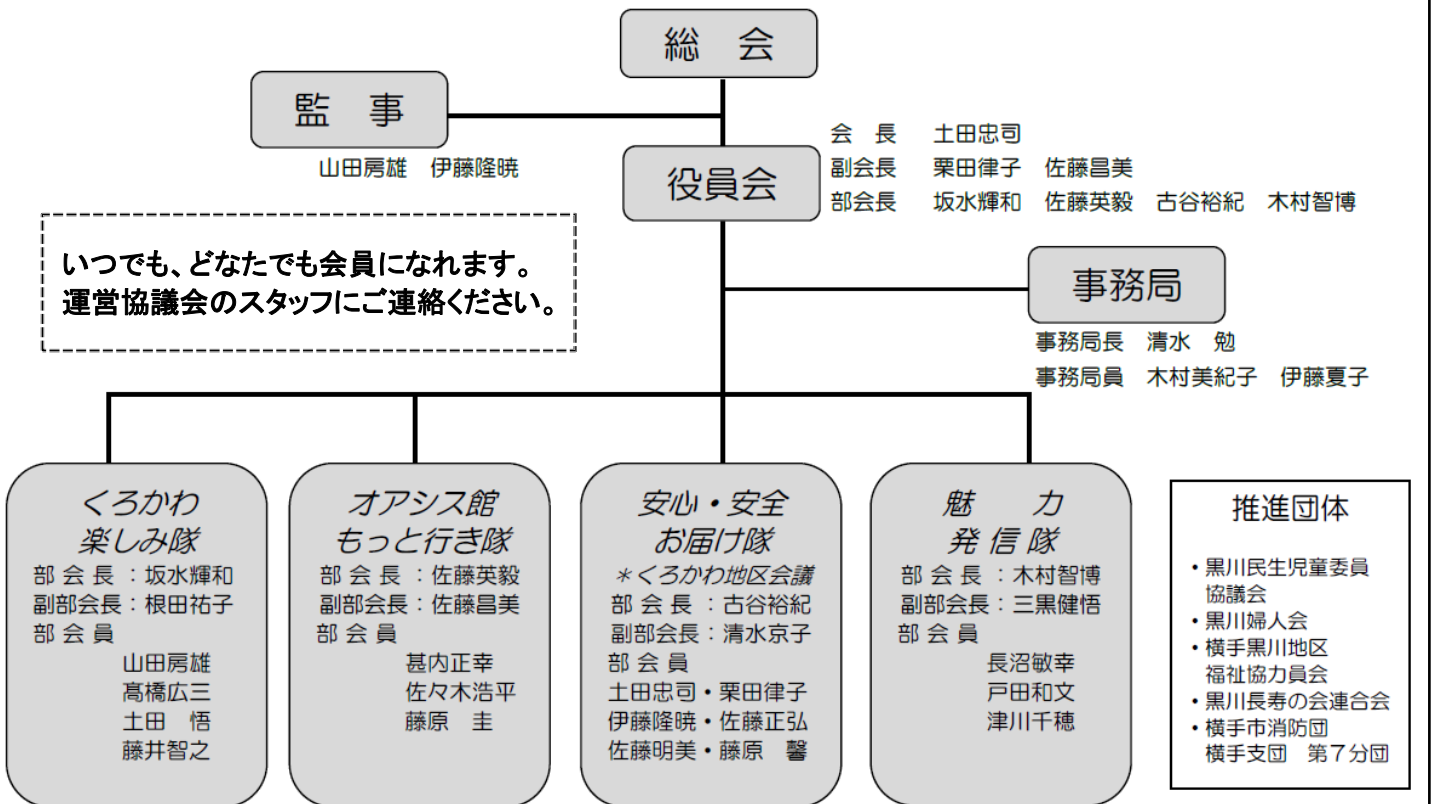 総　会
監　事
山田房雄　伊藤隆暁
役員会
会　長　土田忠司
副会長　栗田律子　佐藤昌美
部会長　坂水輝和　佐藤英毅　古谷裕紀　木村智博
いつでも、どなたでも会員になれます。
運営協議会のスタッフにご連絡ください。
事務局
事務局長　清水　勉
事務局員　木村美紀子　伊藤夏子
くろかわ
楽しみ隊
部 会 長 ：坂水輝和
副部会長：根田祐子
部 会 員
山田房雄
髙橋広三
土田　悟
藤井智之
オアシス館
もっと行き隊
部 会 長 ：佐藤英毅
副部会長：佐藤昌美
部 会 員
甚内正幸
佐々木浩平
藤原　圭
安心・安全
お届け隊
＊くろかわ地区会議
部 会 長 ：古谷裕紀
副部会長：清水京子
部 会 員
土田忠司・栗田律子
伊藤隆暁・佐藤正弘
佐藤明美・藤原　馨
魅　力
発 信 隊
部 会 長 ：木村智博
副部会長：三黒健悟
部 会 員
長沼敏幸
戸田和文
津川千穂
推進団体
・黒川民生児童委員
協議会
・黒川婦人会
・横手黒川地区
福祉協力員会
・黒川長寿の会連合会
・横手市消防団
横手支団　第７分団